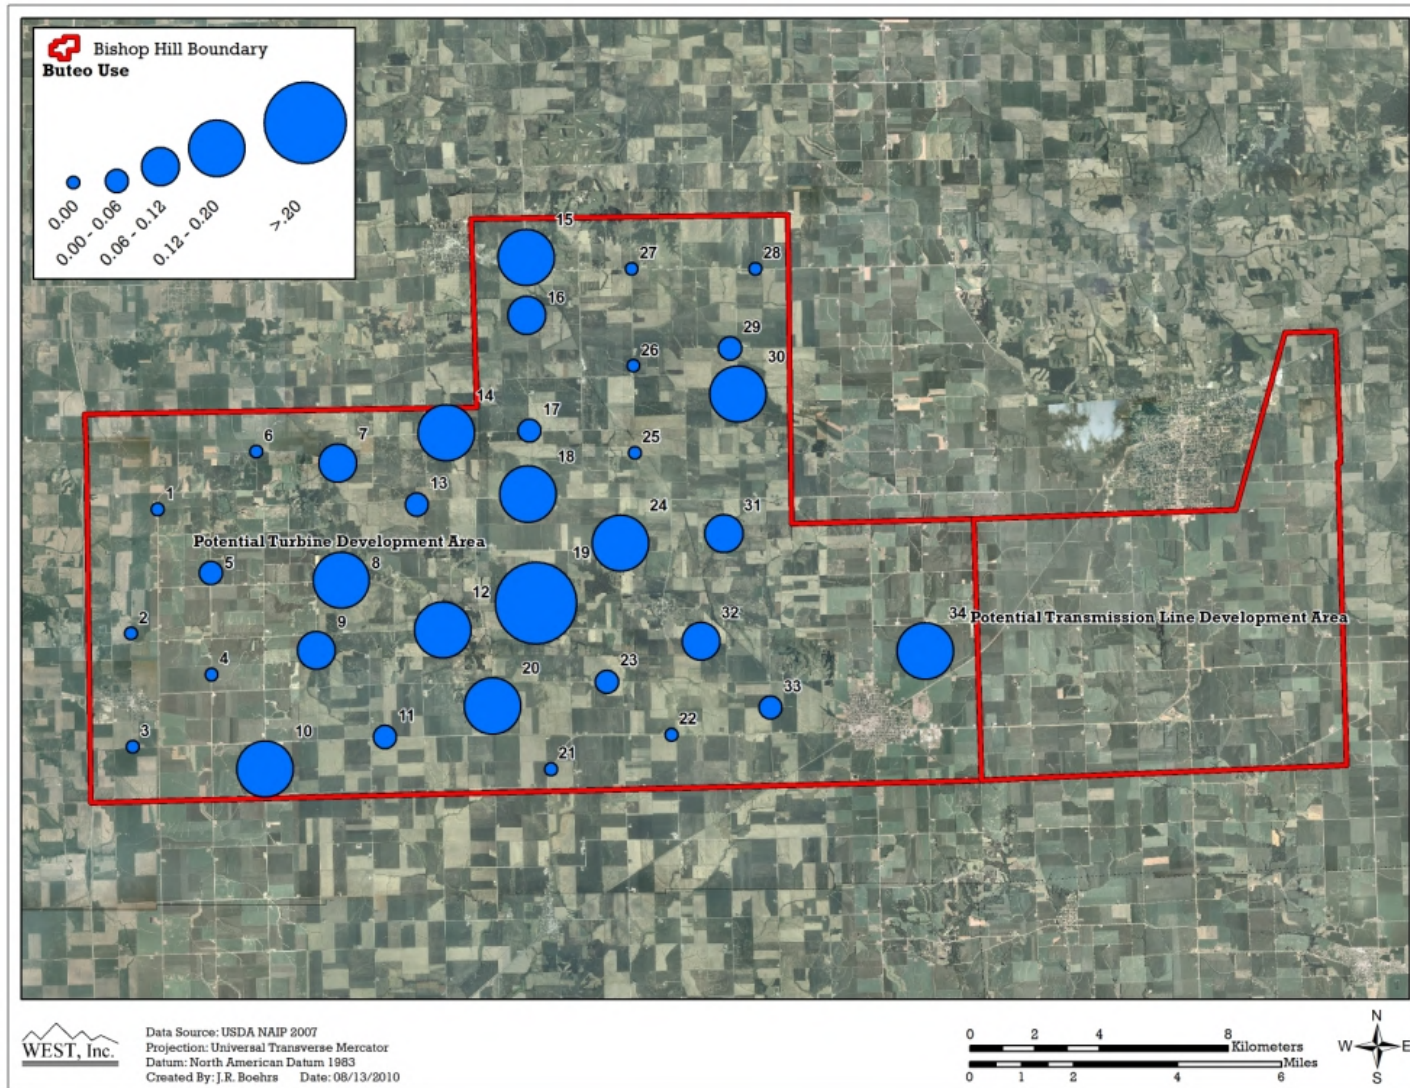 Bishop Hill Boundary
Buteo Use
0.00
0.00 - 0.06
0.06 - 0.12
0.12 - 0.20
>.20
15
27
28
16
29
30
26
14
17
6
7
25
18
1
13
24
31
Potential Turbine Development Area
19
5
8
12
34
Potential Transmission Line Development Area
2
9
32
4
20
23
33
11
22
3
10
21
WEST, Inc.
Data Source: USDA NAIP 2007
Projection: Universal Transverse Mercator
Datum: North American Datum 1983
Created By: J.R. Boehrs Date: 08/13/2010
0 2 4 8
Kilometers
Miles
0 1 2 4 6
N
W E
S